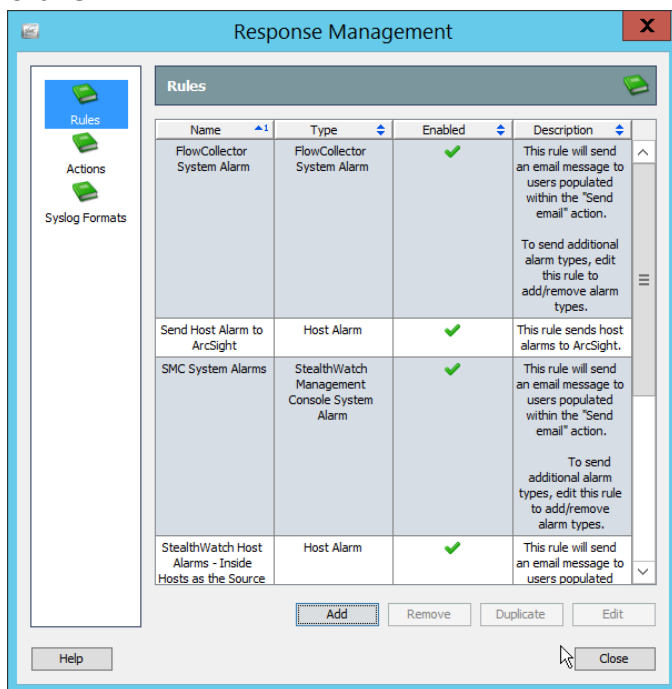 Response Management
X
Rules
Actions
Syslog Formats
Rules
Name 1 Type Enabled Description
FlowCollector
System Alarm
FlowCollector
System Alarm
This rule will send
an email message to
users populated
within the "Send
email" action.
To send additional
alarm types, edit
this rule to
add/remove alarm
types.
Send Host Alarm to
ArcSight
Host Alarm
This rule sends host
alarms to ArcSight.
SMC System Alarms
StealthWatch
Management
Console System
Alarm
This rule will send
an email message to
users populated
within the "Send
email" action.
To send
additional alarm
types, edit this rule
to add/remove
alarm types.
StealthWatch Host
Alarms - Inside
Hosts as the Source
Host Alarm
This rule will send
an email message to
users populated
Add Remove Duplicate Edit
Help Close